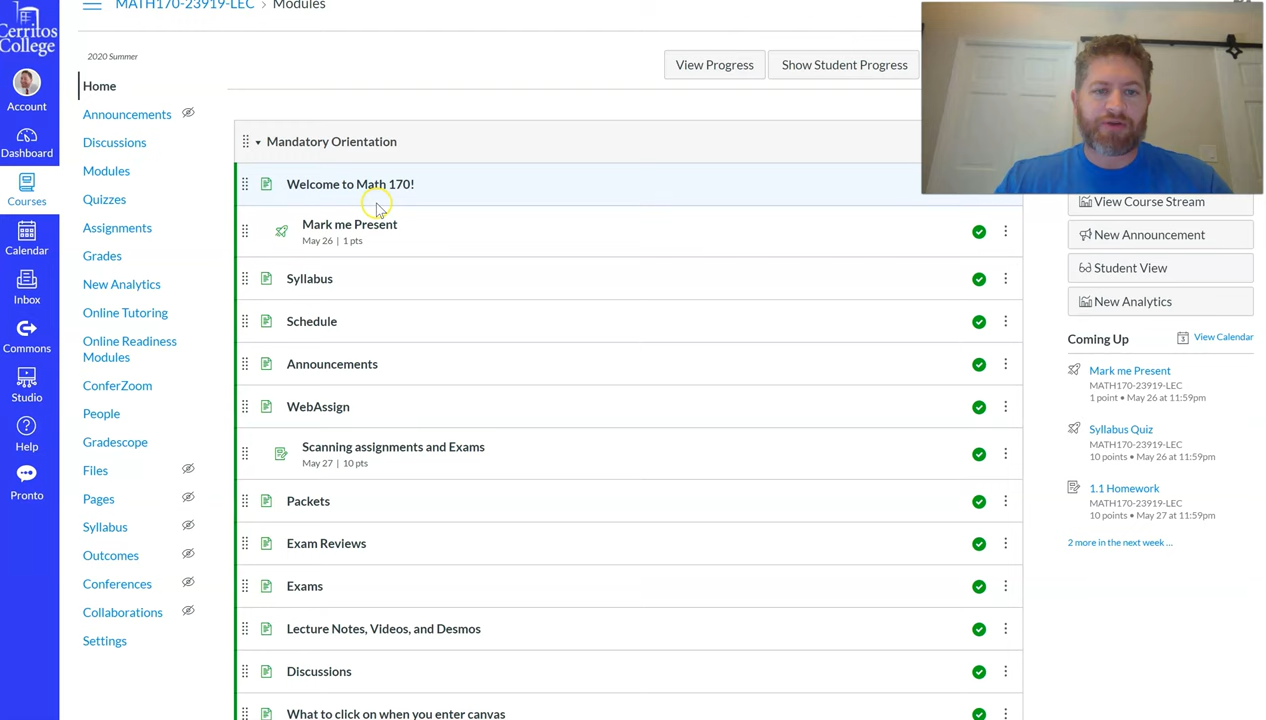 MATH170-23919-LEC > Modules
Cerritos
College
2020 Summer
View Progress
Show Student Progress
Account
Dashboard
Courses
Calendar
Inbox
Commons
Studio
Help
Pronto
Home
Announcements
Discussions
Modules
Quizzes
Assignments
Grades
New Analytics
Online Tutoring
Online Readiness
Modules
ConferZoom
People
Gradescope
Files
Pages
Syllabus
Outcomes
Conferences
Collaborations
Settings
Mandatory Orientation
Welcome to Math 170!
Mark me Present
May 26 | 1 pts
Syllabus
Schedule
Announcements
WebAssign
Scanning assignments and Exams
May 27 | 10 pts
Packets
Exam Reviews
Exams
Lecture Notes, Videos, and Desmos
Discussions
What to click on when you enter canvas
View Course Stream
New Announcement
Student View
New Analytics
Coming Up
View Calendar
Mark me Present
MATH170-23919-LEC
1 point • May 26 at 11:59pm
Syllabus Quiz
MATH170-23919-LEC
10 points • May 26 at 11:59pm
1.1 Homework
MATH170-23919-LEC
10 points • May 27 at 11:59pm
2 more in the next week ...